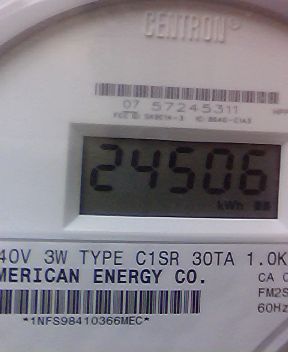 CENTRON®
07 57245311
24506
kWh
40V 3W TYPE C1SR 30TA 1.0K
MERICAN ENERGY CO.
CA
FM2S
60Hz
*1NFS98410366MEC*